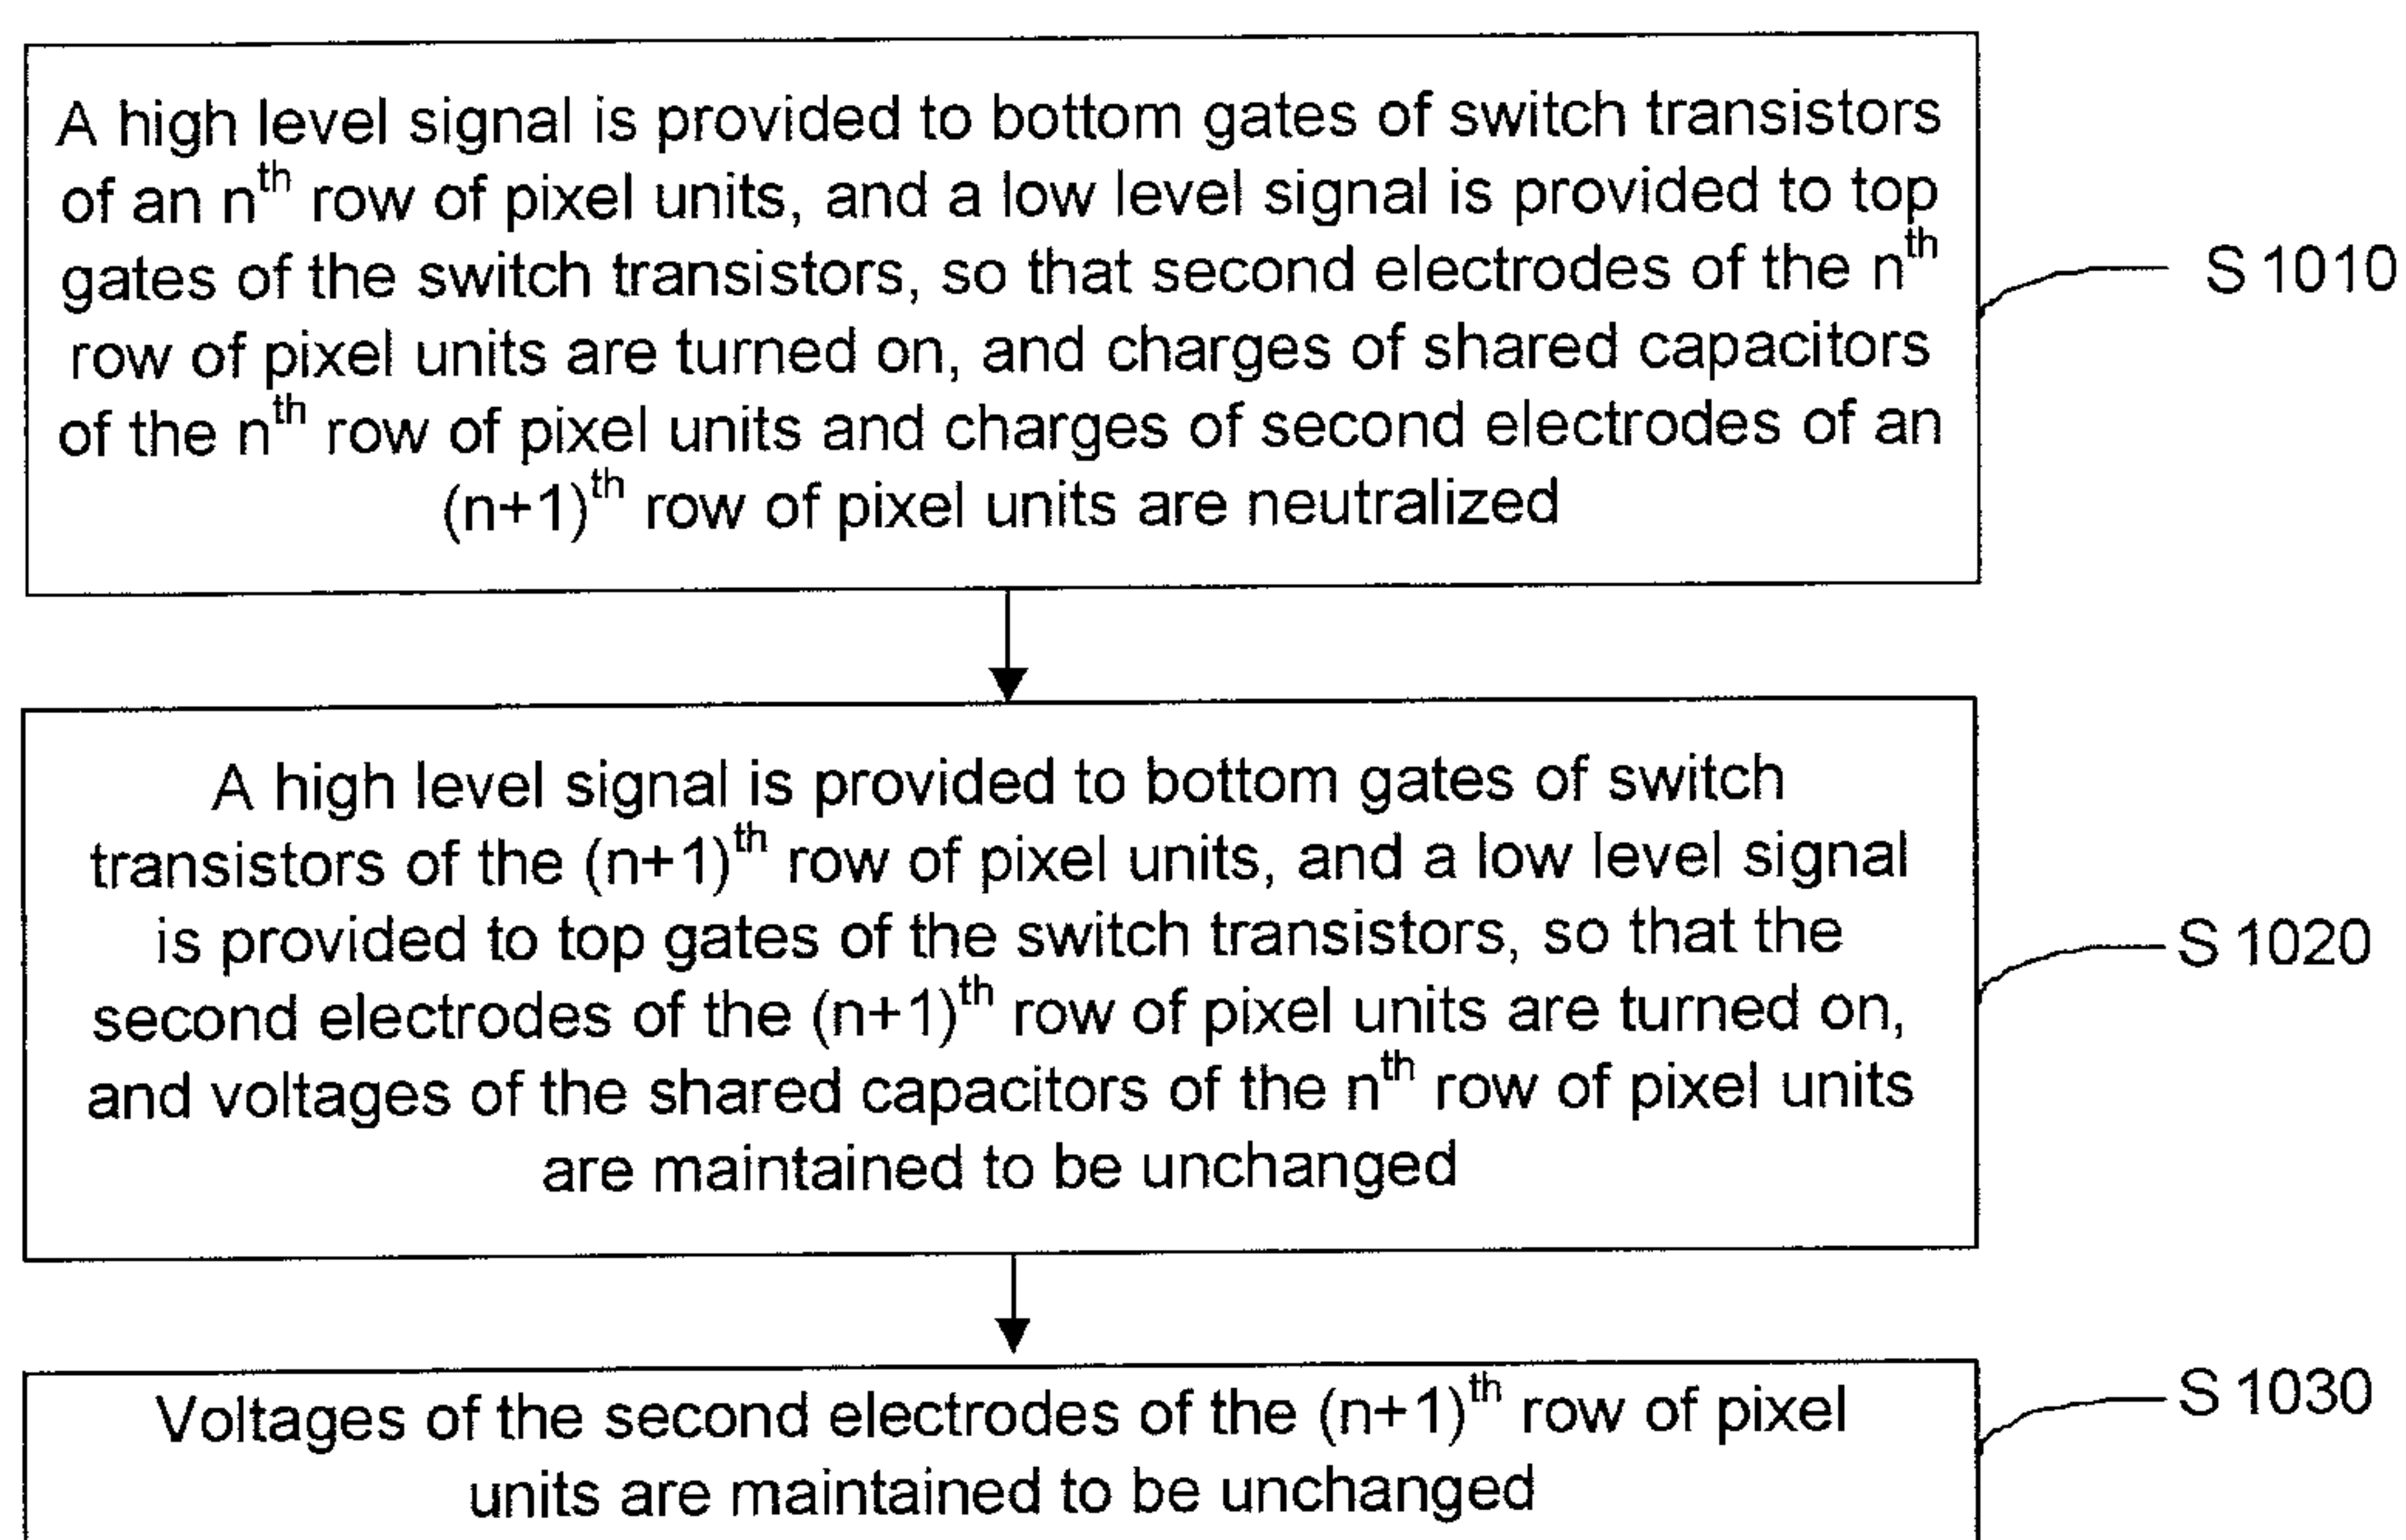 A high level signal is provided to bottom gates of switch transistors
of an nth row of pixel units, and a low level signal is provided to top
gates of the switch transistors, so that second electrodes of the nth
row of pixel units are turned on, and charges of shared capacitors
of the nth row of pixel units and charges of second electrodes of an
(n+1)th row of pixel units are neutralized
S 1010
A high level signal is provided to bottom gates of switch
transistors of the (n+1)th row of pixel units, and a low level signal
is provided to top gates of the switch transistors, so that the
second electrodes of the (n+1)th row of pixel units are turned on,
and voltages of the shared capacitors of the nth row of pixel units
are maintained to be unchanged
S 1020
Voltages of the second electrodes of the (n+1)th row of pixel
units are maintained to be unchanged
S 1030